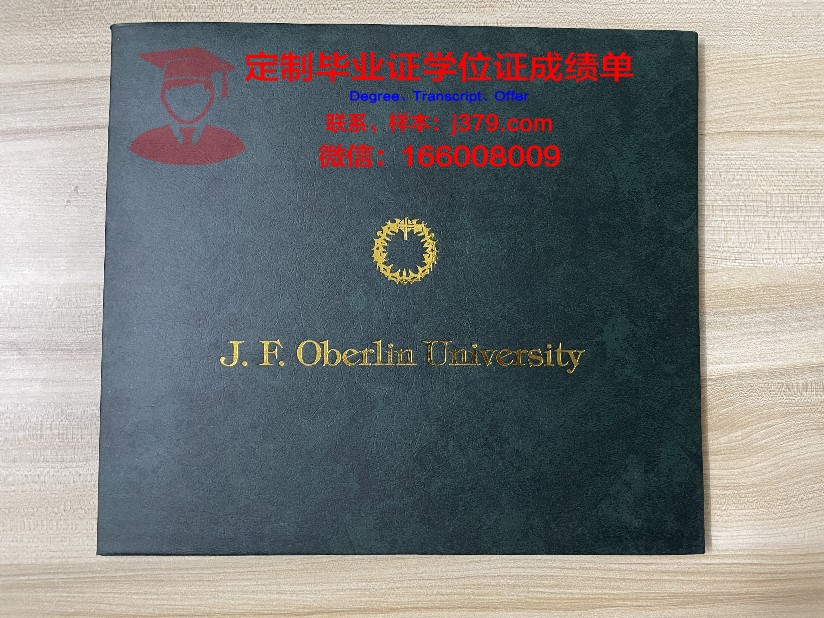 定制毕业证学位证成绩单
Degree、Transcript、Offer
联系、样本：j379.com
微信：166008009
J. F. Oberlin University